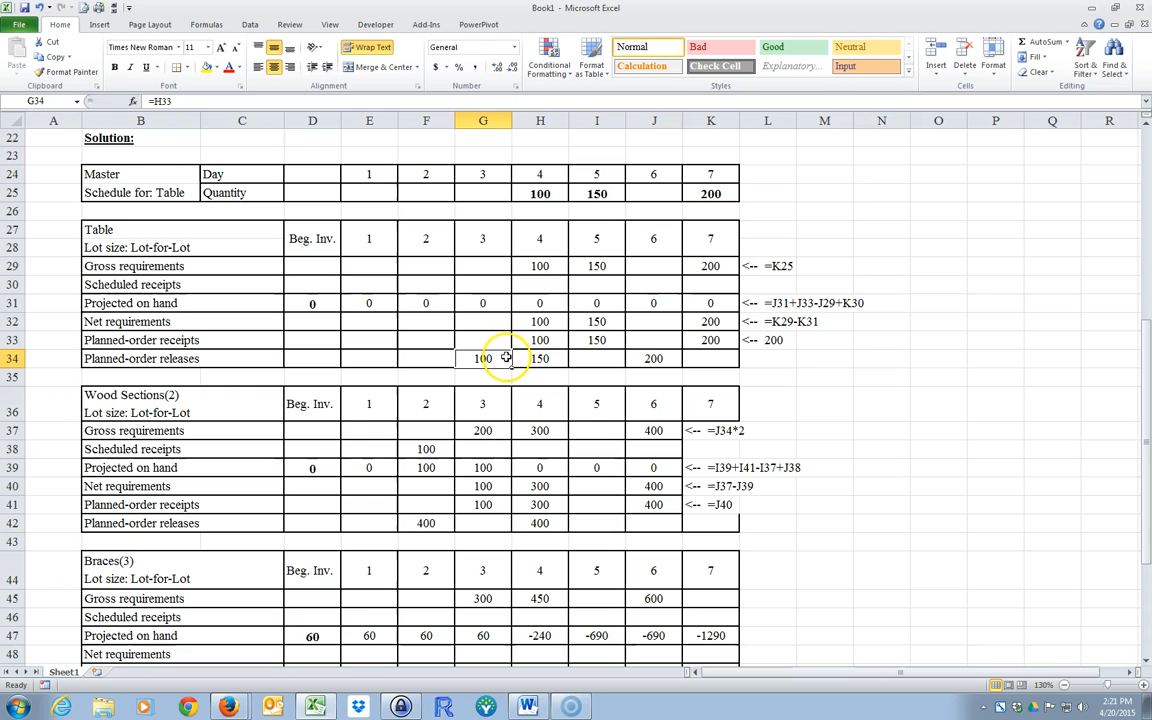 Book1 - Microsoft Excel
File Home Insert Page Layout Formulas Data Review View Developer Add-Ins PowerPivot
Cut
Copy
Format Painter
Paste
Clipboard
Times New Roman 11
B I U
Font
Wrap Text
Merge & Center
Alignment
General
$ % ,
Number
Conditional Formatting
Format as Table
Normal Bad Good Neutral
Calculation Check Cell Explanatory... Input
Styles
Insert Delete Format
Cells
AutoSum
Fill
Clear
Sort & Filter
Find & Select
Editing
G34 fx =H33
A B C D E F G H I J K L M N O P Q R
22 Solution:
23
24 Master Day 1 2 3 4 5 6 7
25 Schedule for: Table Quantity 100 150 200
26
27 Table
Beg. Inv. 1 2 3 4 5 6 7
28 Lot size: Lot-for-Lot
29 Gross requirements 100 150 200 <-- =K25
30 Scheduled receipts
31 Projected on hand 0 0 0 0 0 0 0 0 <-- =J31+J33-J29+K30
32 Net requirements 100 150 200 <-- =K29-K31
33 Planned-order receipts 100 150 200 <-- 200
34 Planned-order releases 100 150 200
35
Wood Sections(2)
36 Beg. Inv. 1 2 3 4 5 6 7
Lot size: Lot-for-Lot
37 Gross requirements 200 300 400 <-- =J34*2
38 Scheduled receipts 100
39 Projected on hand 0 0 100 100 0 0 0 <-- =I39+I41-I37+J38
40 Net requirements 100 300 400 <-- =J37-J39
41 Planned-order receipts 100 300 400 <-- =J40
42 Planned-order releases 400 400
43
Braces(3)
44 Beg. Inv. 1 2 3 4 5 6 7
Lot size: Lot-for-Lot
45 Gross requirements 300 450 600
46 Scheduled receipts
47 Projected on hand 60 60 60 60 -240 -690 -690 -1290
48 Net requirements
Sheet1
Ready 130%
2:21 PM
4/20/2015